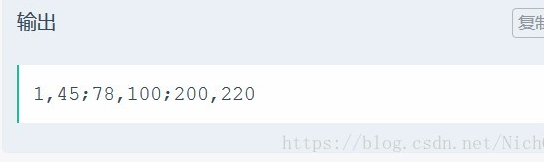 输出
复制
1,45;78,100;200,220
https://blog.csdn.net/Nich